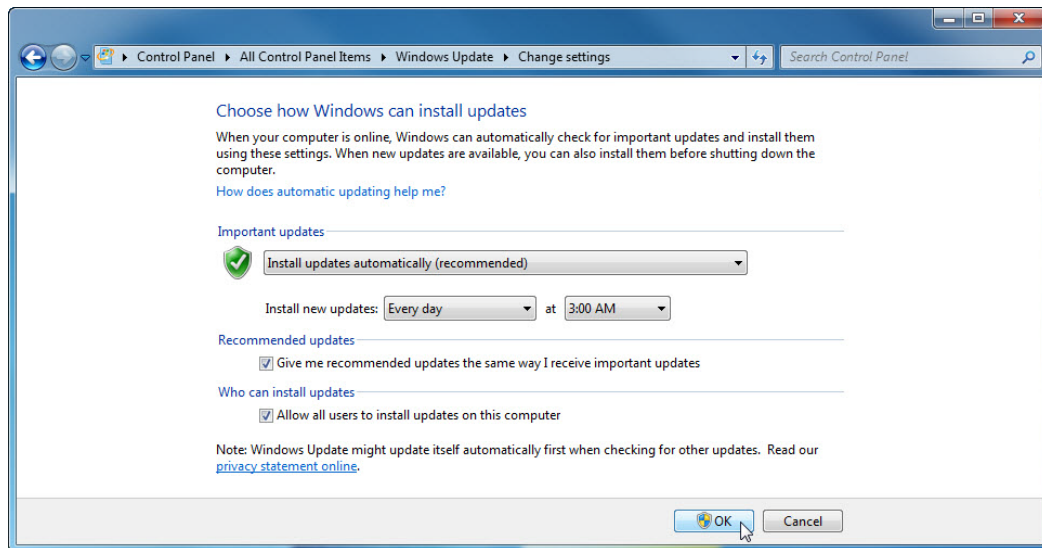 Control Panel ▸ All Control Panel Items ▸ Windows Update ▸ Change settings
Search Control Panel
Choose how Windows can install updates
When your computer is online, Windows can automatically check for important updates and install them
using these settings. When new updates are available, you can also install them before shutting down the
computer.
How does automatic updating help me?
Important updates
Install updates automatically (recommended)
Install new updates: Every day at 3:00 AM
Recommended updates
Give me recommended updates the same way I receive important updates
Who can install updates
Allow all users to install updates on this computer
Note: Windows Update might update itself automatically first when checking for other updates. Read our
privacy statement online.
OK Cancel